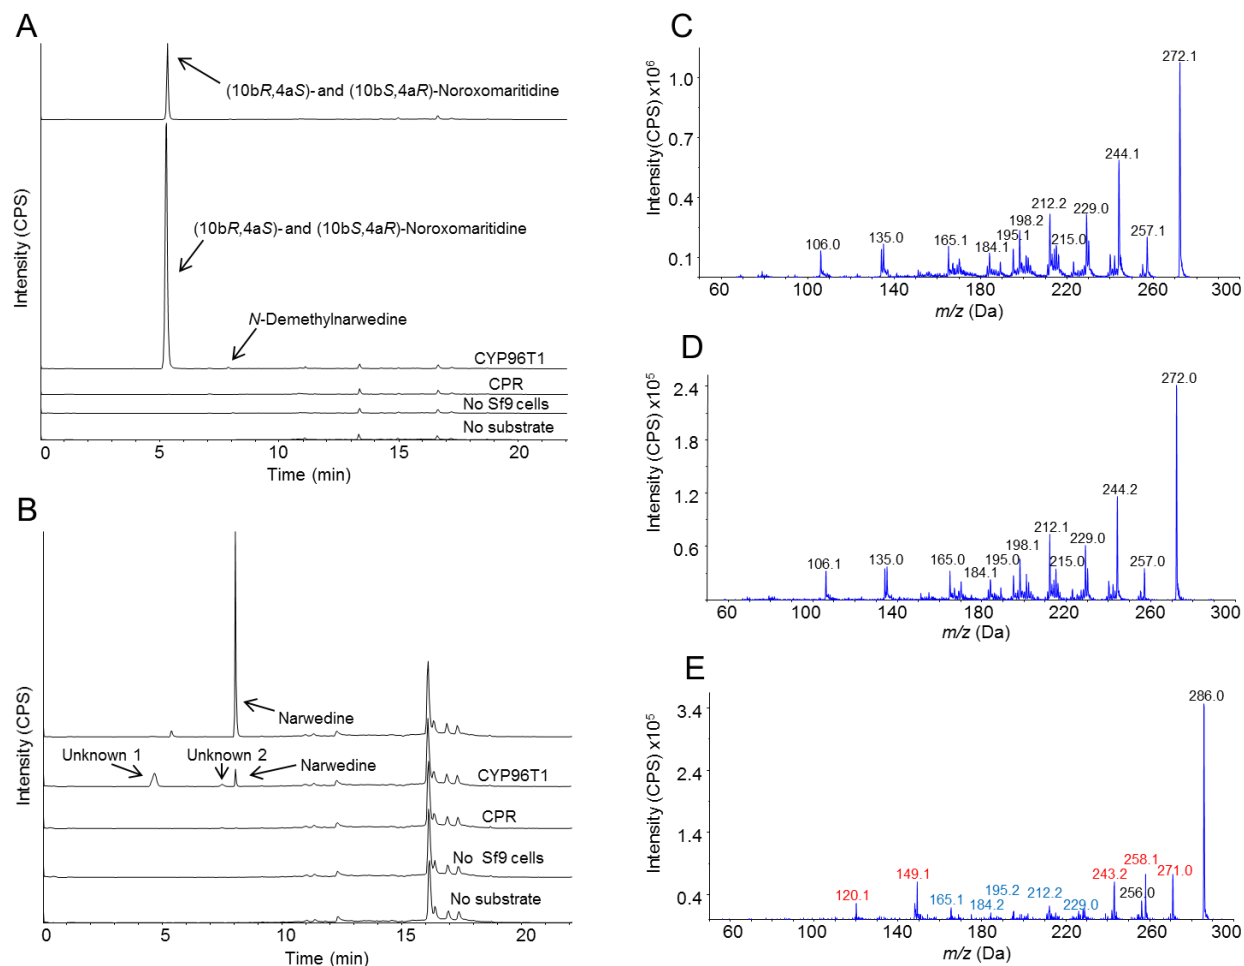 A
(10bR,4aS)- and (10bS,4aR)-Noroxomaritidine
(10bR,4aS)- and (10bS,4aR)-Noroxomaritidine
N-Demethylnarwedine
CYP96T1
CPR
No Sf9 cells
No substrate
Intensity (CPS)
0 5 10 15 20
Time (min)
B
Narwedine
Unknown 1 Unknown 2 Narwedine
CYP96T1
CPR
No Sf9 cells
No substrate
Intensity (CPS)
0 5 10 15 20
Time (min)
C
Intensity(CPS) x10⁶
1.0
0.7
0.4
0.1
106.0 135.0 165.1 184.1 195.1 198.2 212.2 215.0 229.0 244.1 257.1 272.1
60 100 140 180 220 260 300
m/z (Da)
D
Intensity (CPS) x10⁵
2.4
1.8
1.2
0.6
106.1 135.0 165.0 184.1 195.0 198.1 212.1 215.0 229.0 244.2 257.0 272.0
60 100 140 180 220 260 300
m/z (Da)
E
Intensity (CPS) x10⁵
3.4
2.4
1.4
0.4
120.1 149.1 165.1 184.2 195.2 212.2 229.0 243.2 256.0 258.1 271.0 286.0
60 100 140 180 220 260 300
m/z (Da)